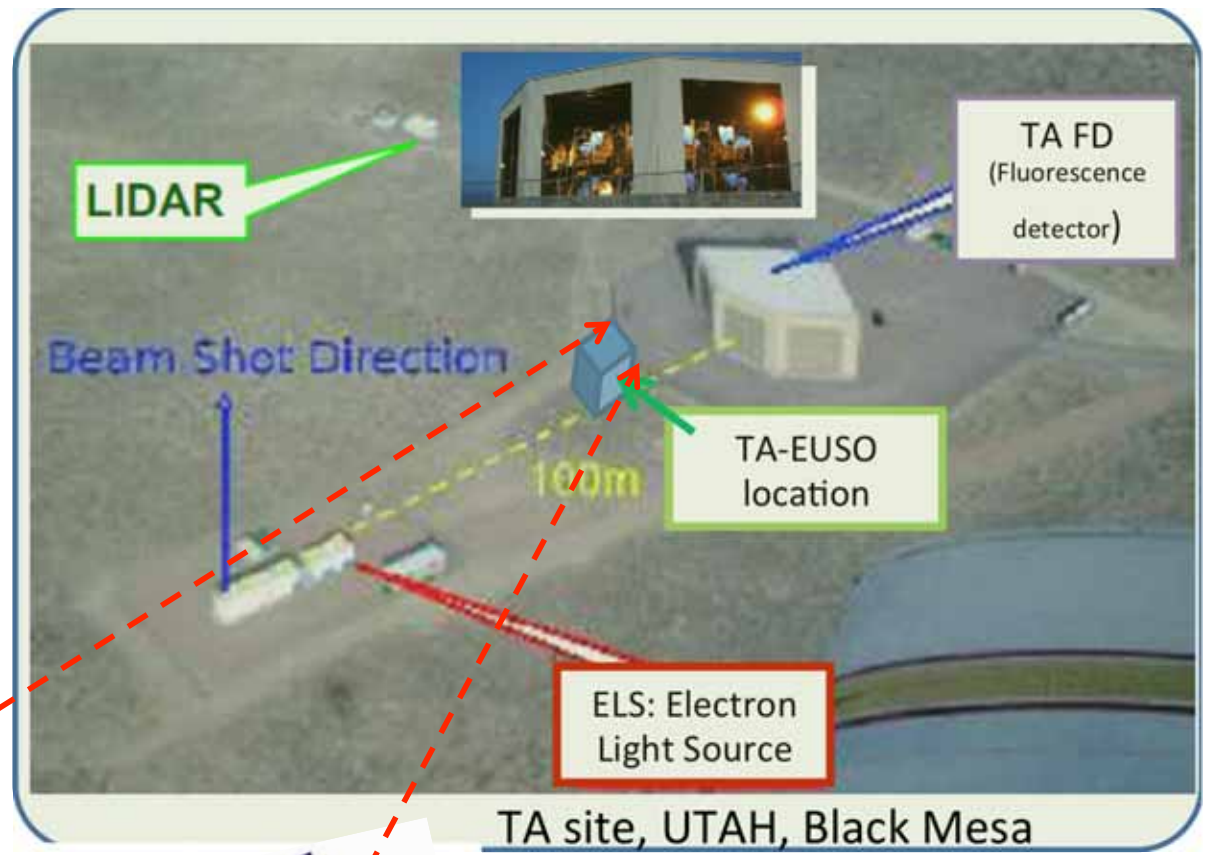 TA FD
(Fluorescence
detector)
LIDAR
Beam Shot Direction
TA-EUSO
location
100m
ELS: Electron
Light Source
TA site, UTAH, Black Mesa